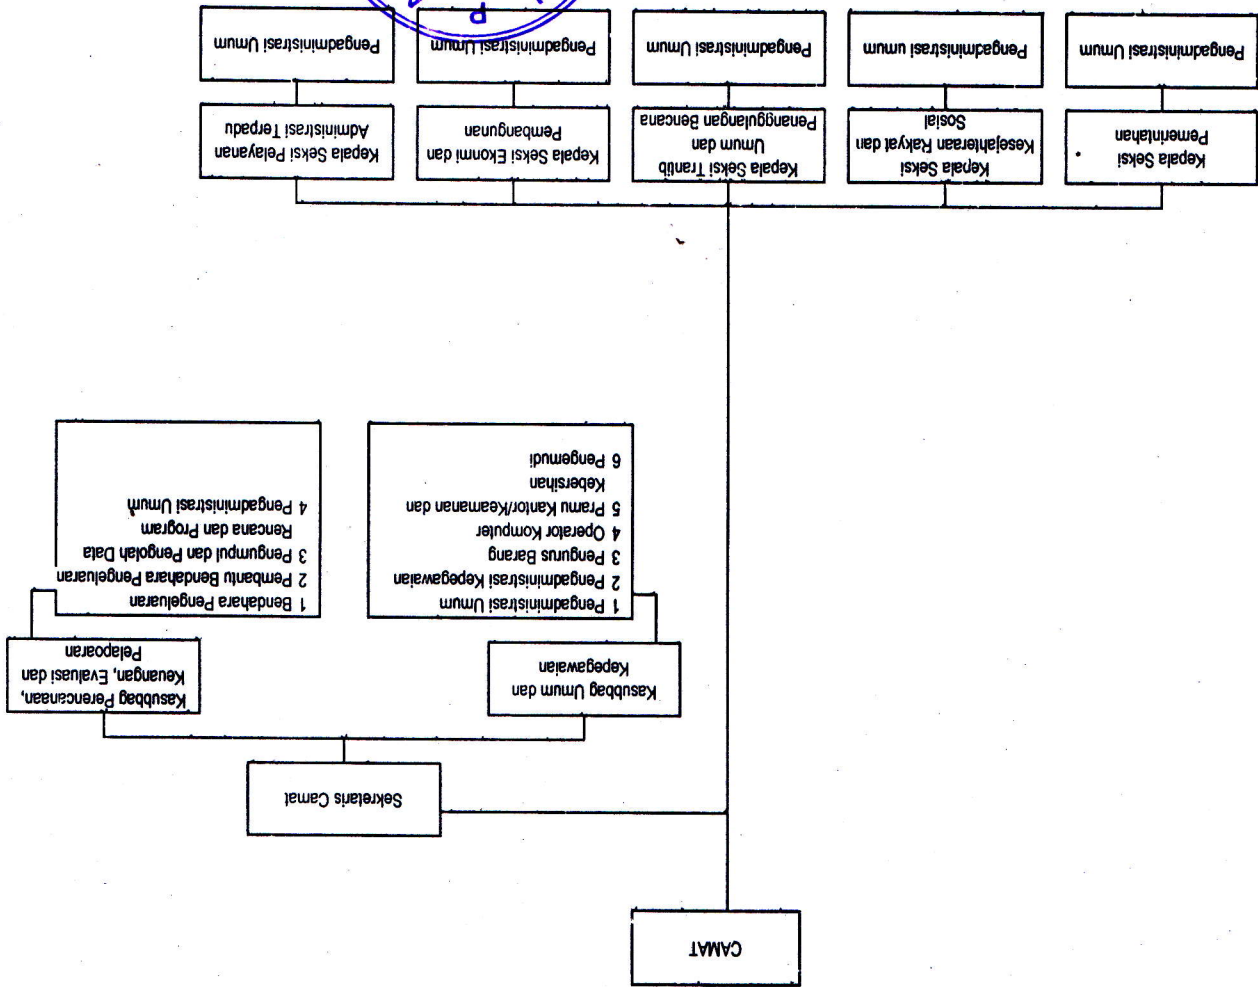 CAMAT
Sekretaris Camat
Kasubbag Umum dan
Kepegawaian
Kasubbag Perencanaan,
Keuangan, Evaluasi dan
Pelaporan
1 Pengadministrasi Umum
2 Pengadministrasi Kepegawaian
3 Pengurus Barang
4 Operator Komputer
5 Pramu Kantor/Keamanan dan
Kebersihan
6 Pengemudi
1 Bendahara Pengeluaran
2 Pembantu Bendahara Pengeluaran
3 Pengumpul dan Pengolah Data
Rencana dan Program
4 Pengadministrasi Umum
Kepala Seksi
Pemerintahan
Kepala Seksi
Kesejahteraan Rakyat dan
Sosial
Kepala Seksi Trantib
Umum dan
Penanggulangan Bencana
Kepala Seksi Ekonmi dan
Pembangunan
Kepala Seksi Pelayanan
Administrasi Terpadu
Pengadministrasi Umum
Pengadministrasi umum
Pengadministrasi Umum
Pengadministrasi Umum
Pengadministrasi Umum